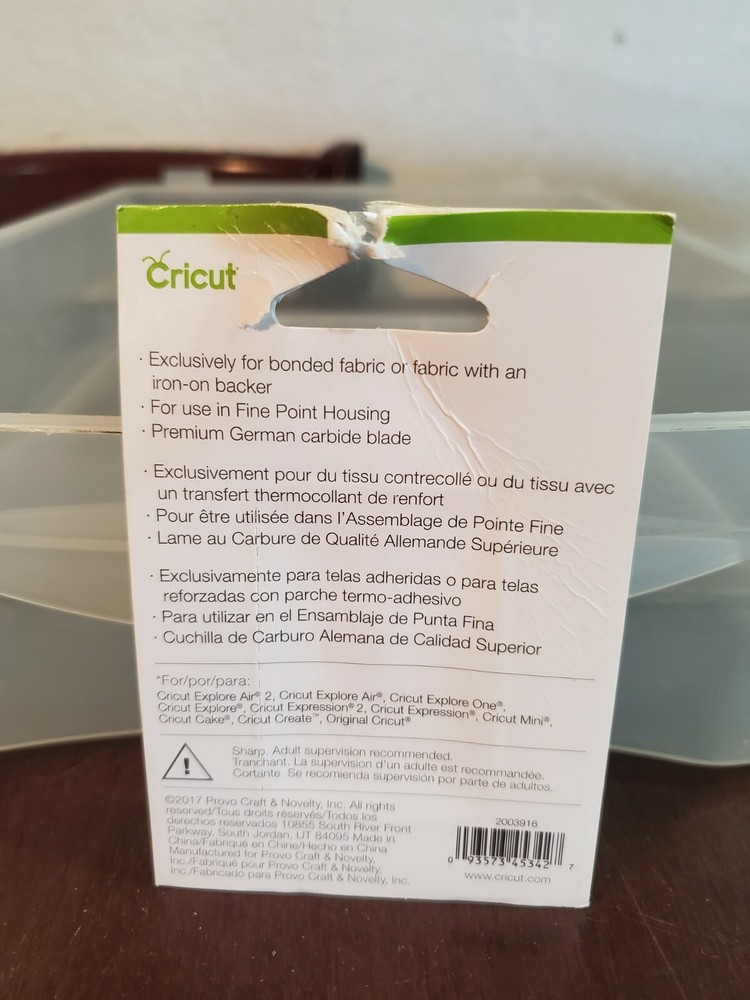 Cricut
· Exclusively for bonded fabric or fabric with an
iron-on backer
· For use in Fine Point Housing
· Premium German carbide blade
· Exclusivement pour du tissu contrecollé ou du tissu avec
un transfert thermocollant de renfort
· Pour être utilisée dans l'Assemblage de Pointe Fine
· Lame au Carbure de Qualité Allemande Supérieure
· Exclusivamente para telas adheridas o para telas
reforzadas con parche termo-adhesivo
· Para utilizar en el Ensamblaje de Punta Fina
· Cuchilla de Carburo Alemana de Calidad Superior
*For/por/para:
Cricut Explore Air® 2, Cricut Explore Air®, Cricut Explore One®,
Cricut Explore®, Cricut Expression® 2, Cricut Expression®, Cricut Mini®,
Cricut Cake®, Cricut Create™, Original Cricut®
Sharp. Adult supervision recommended.
Tranchant. La supervision d'un adulte est recommandée.
Cortante. Se recomienda supervisión por parte de adultos.
©2017 Provo Craft & Novelty, Inc. All rights
reserved/Tous droits réservés/Todos los
derechos reservados 10855 South River Front
Parkway, South Jordan, UT 84095 Made in
China/Fabriqué en Chine/Hecho en China
Manufactured for Provo Craft & Novelty,
Inc./Fabriqué pour Provo Craft & Novelty,
Inc./Fabricado para Provo Craft & Novelty, Inc.
2003916
0 93573 45342 7
www.cricut.com